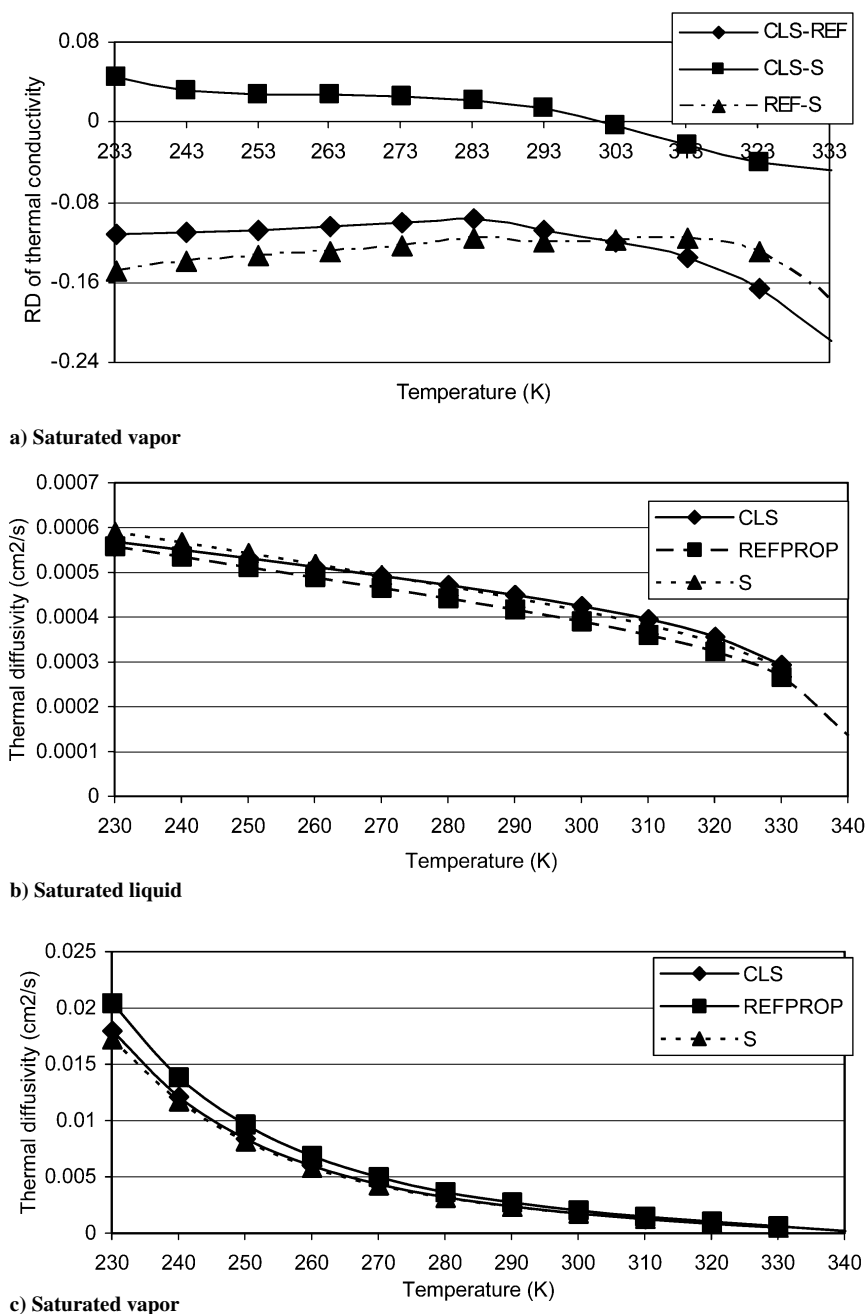 0.08
CLS-REF
CLS-S
REF-S
0
233 243 253 263 273 283 293 303 313 323 333
-0.08
-0.16
-0.24
RD of thermal conductivity
Temperature (K)
a) Saturated vapor
0.0007
0.0006
0.0005
0.0004
0.0003
0.0002
0.0001
0
Thermal diffusivity (cm2/s)
CLS
REFPROP
S
230 240 250 260 270 280 290 300 310 320 330 340
Temperature (K)
b) Saturated liquid
0.025
0.02
0.015
0.01
0.005
0
Thermal diffusivity (cm2/s)
CLS
REFPROP
S
230 240 250 260 270 280 290 300 310 320 330 340
Temperature (K)
c) Saturated vapor